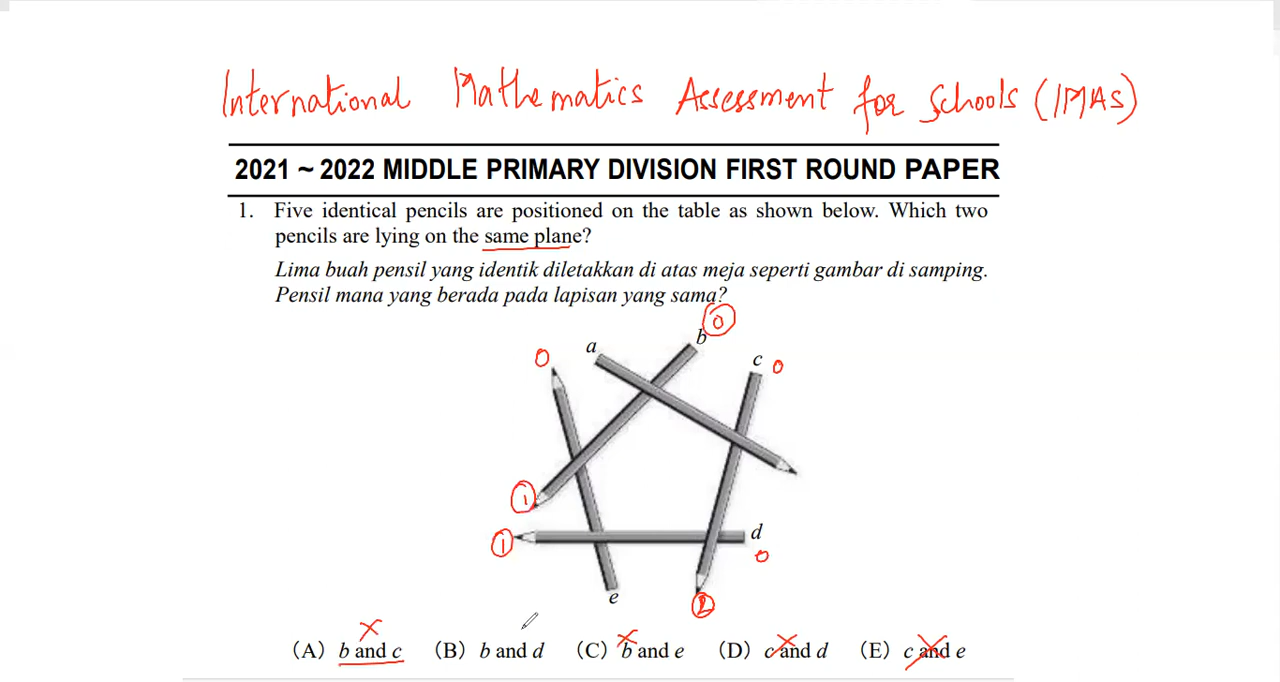 International Mathematics Assessment for Schools (IMAS)
2021 ~ 2022 MIDDLE PRIMARY DIVISION FIRST ROUND PAPER
1. Five identical pencils are positioned on the table as shown below. Which two
pencils are lying on the same plane?
Lima buah pensil yang identik diletakkan di atas meja seperti gambar di samping.
Pensil mana yang berada pada lapisan yang sama?
0
b
0
a
c
0
1
1
d
0
e
2
(A) b and c (B) b and d (C) b and e (D) c and d (E) c and e